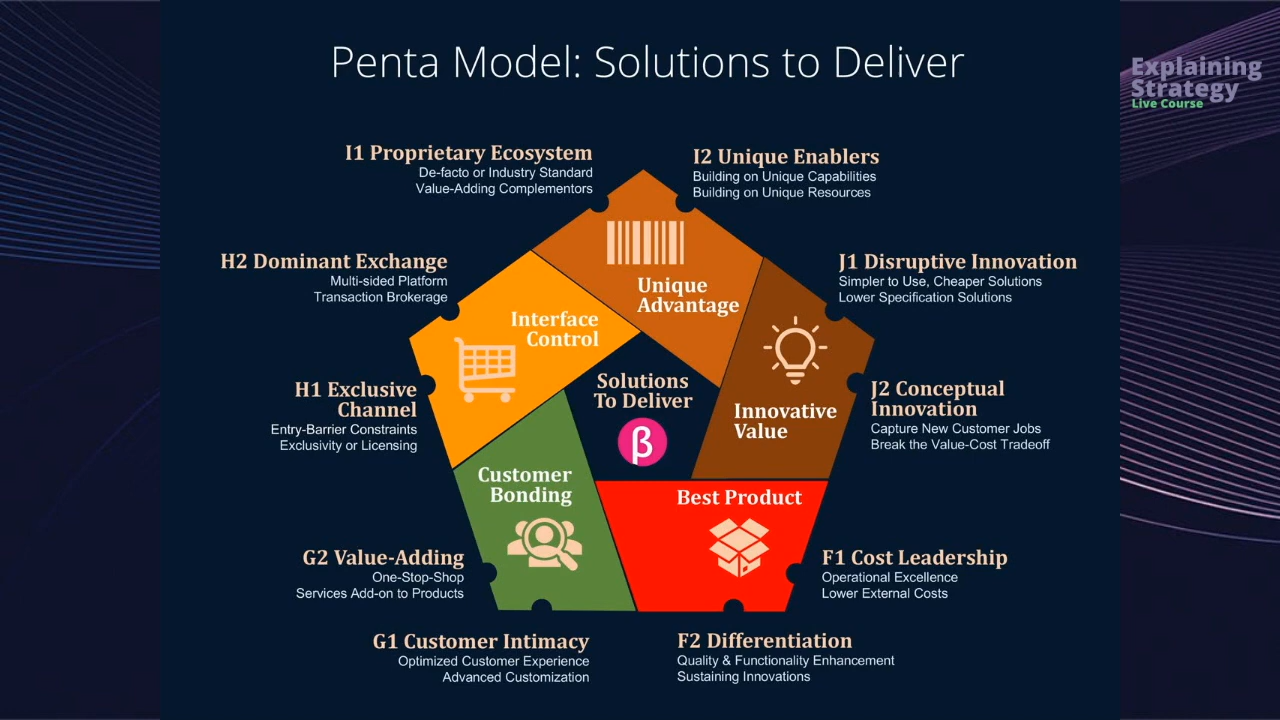 Penta Model: Solutions to Deliver
Explaining
Strategy
Live Course
I1 Proprietary Ecosystem
De-facto or Industry Standard
Value-Adding Complementors
I2 Unique Enablers
Building on Unique Capabilities
Building on Unique Resources
H2 Dominant Exchange
Multi-sided Platform
Transaction Brokerage
Unique
Advantage
J1 Disruptive Innovation
Simpler to Use, Cheaper Solutions
Lower Specification Solutions
Interface
Control
H1 Exclusive
Channel
Entry-Barrier Constraints
Exclusivity or Licensing
Solutions
To Deliver
β
Innovative
Value
J2 Conceptual
Innovation
Capture New Customer Jobs
Break the Value-Cost Tradeoff
Customer
Bonding
Best Product
G2 Value-Adding
One-Stop-Shop
Services Add-on to Products
F1 Cost Leadership
Operational Excellence
Lower External Costs
G1 Customer Intimacy
Optimized Customer Experience
Advanced Customization
F2 Differentiation
Quality & Functionality Enhancement
Sustaining Innovations